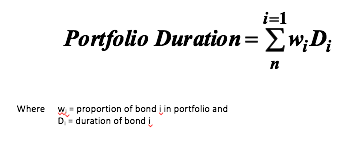 i=1
Portfolio Duration = ∑wᵢDᵢ
n
Where wᵢ = proportion of bond i in portfolio and
Dᵢ = duration of bond i